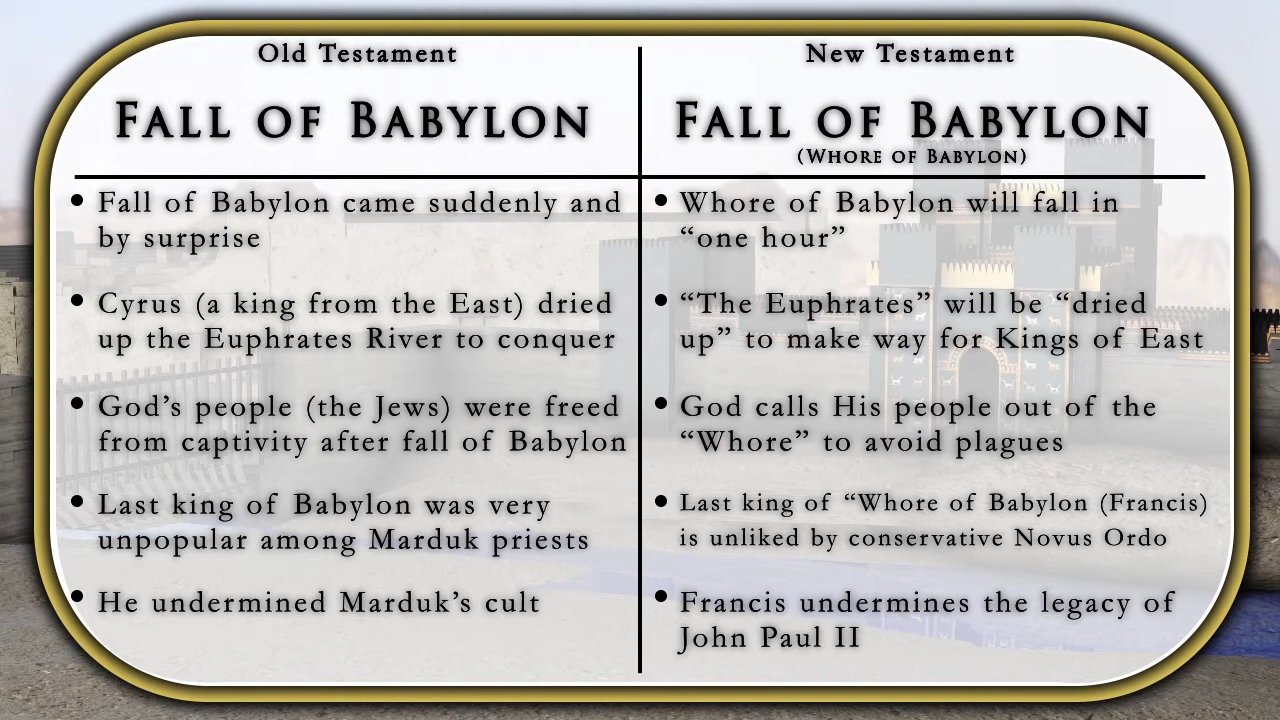 Old Testament
Fall of Babylon
• Fall of Babylon came suddenly and
by surprise
• Cyrus (a king from the East) dried
up the Euphrates River to conquer
• God’s people (the Jews) were freed
from captivity after fall of Babylon
• Last king of Babylon was very
unpopular among Marduk priests
• He undermined Marduk’s cult
New Testament
Fall of Babylon
(Whore of Babylon)
• Whore of Babylon will fall in
“one hour”
• “The Euphrates” will be “dried
up” to make way for Kings of East
• God calls His people out of the
“Whore” to avoid plagues
• Last king of “Whore of Babylon (Francis)
is unliked by conservative Novus Ordo
• Francis undermines the legacy of
John Paul II